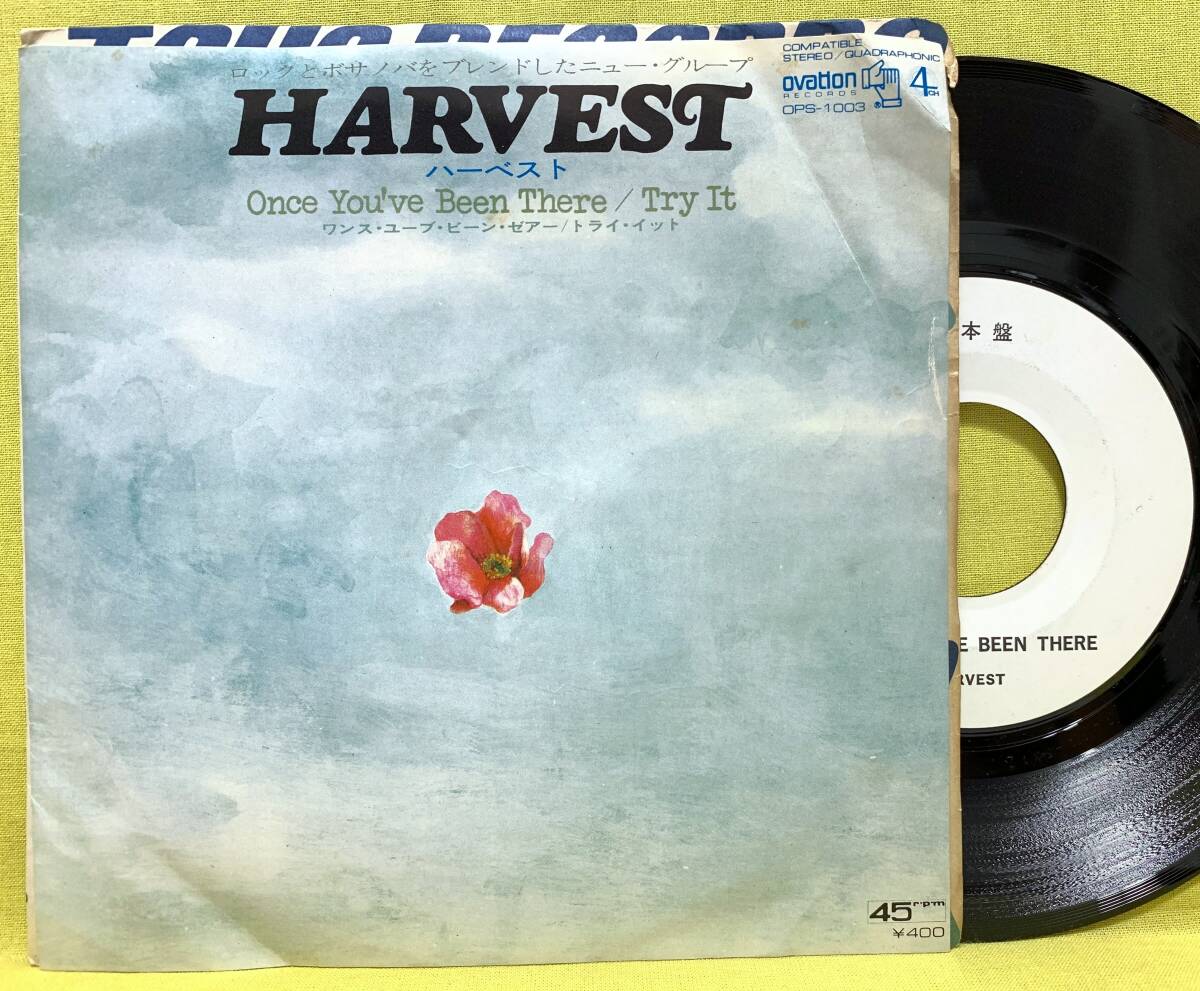 ロックとボサノバをブレンドしたニュー・グループ
HARVEST
ハーベスト
Once You've Been There / Try It
ワンス・ユーブ・ビーン・ゼアー/トライ・イット
COMPATIBLE
STEREO/QUADRAPHONIC
ovation
RECORDS
4CH
OPS-1003
®
本盤
E BEEN THERE
RVEST
45 r.p.m
¥400